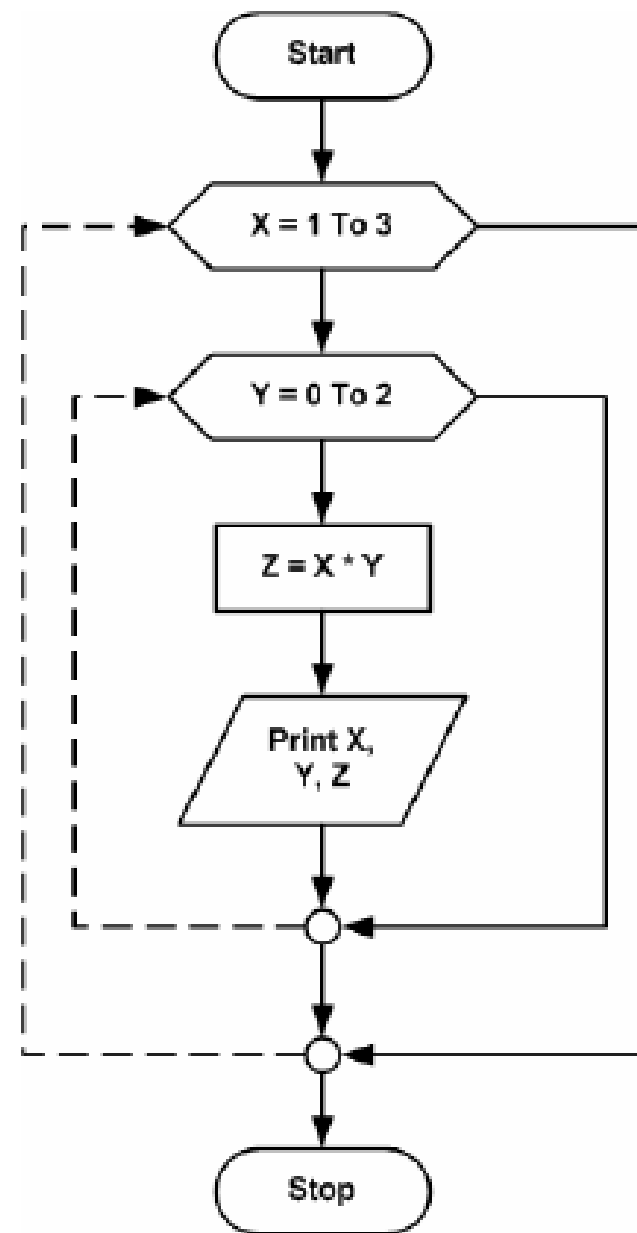 Start
X = 1 To 3
Y = 0 To 2
Z = X * Y
Print X,
Y, Z
Stop